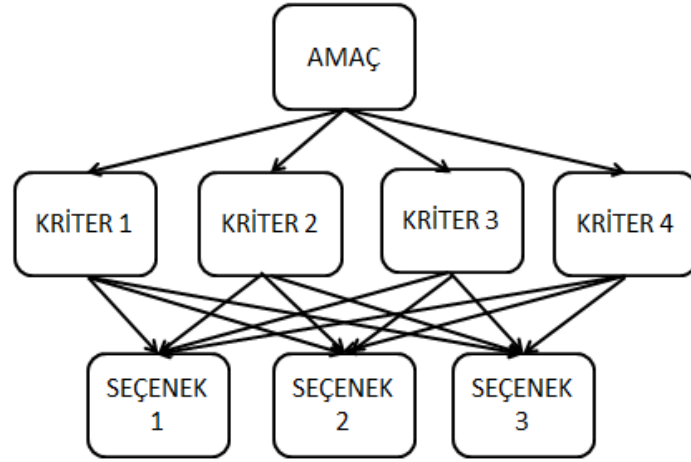 AMAÇ
KRİTER 1
KRİTER 2
KRİTER 3
KRİTER 4
SEÇENEK
1
SEÇENEK
2
SEÇENEK
3